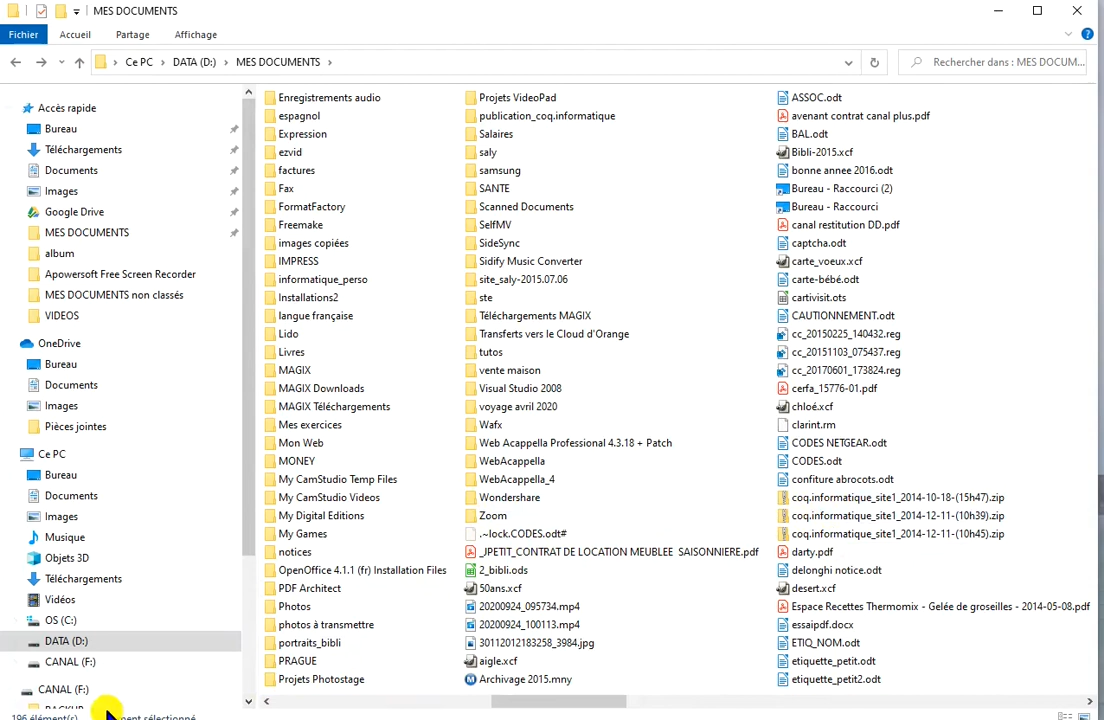 MES DOCUMENTS
Fichier
Accueil
Partage
Affichage
Ce PC
DATA (D:)
MES DOCUMENTS
Rechercher dans : MES DOCUM...
Accès rapide
Bureau
Téléchargements
Documents
Images
Google Drive
MES DOCUMENTS
album
Apowersoft Free Screen Recorder
MES DOCUMENTS non classés
VIDEOS
OneDrive
Bureau
Documents
Images
Pièces jointes
Ce PC
Bureau
Documents
Images
Musique
Objets 3D
Téléchargements
Vidéos
OS (C:)
DATA (D:)
CANAL (F:)
CANAL (F:)
Enregistrements audio
espagnol
Expression
ezvid
factures
Fax
FormatFactory
Freemake
images copiées
IMPRESS
informatique_perso
Installations2
langue française
Lido
Livres
MAGIX
MAGIX Downloads
MAGIX Téléchargements
Mes exercices
Mon Web
MONEY
My CamStudio Temp Files
My CamStudio Videos
My Digital Editions
My Games
notices
OpenOffice 4.1.1 (fr) Installation Files
PDF Architect
Photos
photos à transmettre
portraits_bibli
PRAGUE
Projets Photostage
Projets VideoPad
publication_coq.informatique
Salaires
saly
samsung
SANTE
Scanned Documents
SelfMV
SideSync
Sidify Music Converter
site_saly-2015.07.06
ste
Téléchargements MAGIX
Transferts vers le Cloud d'Orange
tutos
vente maison
Visual Studio 2008
voyage avril 2020
Wafx
Web Acappella Professional 4.3.18 + Patch
WebAcappella
WebAcappella_4
Wondershare
Zoom
.~lock.CODES.odt#
_JPETIT_CONTRAT DE LOCATION MEUBLEE SAISONNIERE.pdf
2_bibli.ods
50ans.xcf
20200924_095734.mp4
20200924_100113.mp4
30112012183258_3984.jpg
aigle.xcf
Archivage 2015.mny
ASSOC.odt
avenant contrat canal plus.pdf
BAL.odt
Bibli-2015.xcf
bonne annee 2016.odt
Bureau - Raccourci (2)
Bureau - Raccourci
canal restitution DD.pdf
captcha.odt
carte_voeux.xcf
carte-bébé.odt
cartivisit.ots
CAUTIONNEMENT.odt
cc_20150225_140432.reg
cc_20151103_075437.reg
cc_20170601_173824.reg
cerfa_15776-01.pdf
chloé.xcf
clarint.rm
CODES NETGEAR.odt
CODES.odt
confiture abrocots.odt
coq.informatique_site1_2014-10-18-(15h47).zip
coq.informatique_site1_2014-12-11-(10h39).zip
coq.informatique_site1_2014-12-11-(10h45).zip
darty.pdf
delonghi notice.odt
desert.xcf
Espace Recettes Thermomix - Gelée de groseilles - 2014-05-08.pdf
essaipdf.docx
ETIQ_NOM.odt
etiquette_petit.odt
etiquette_petit2.odt
196 élément(s)
sélectionné